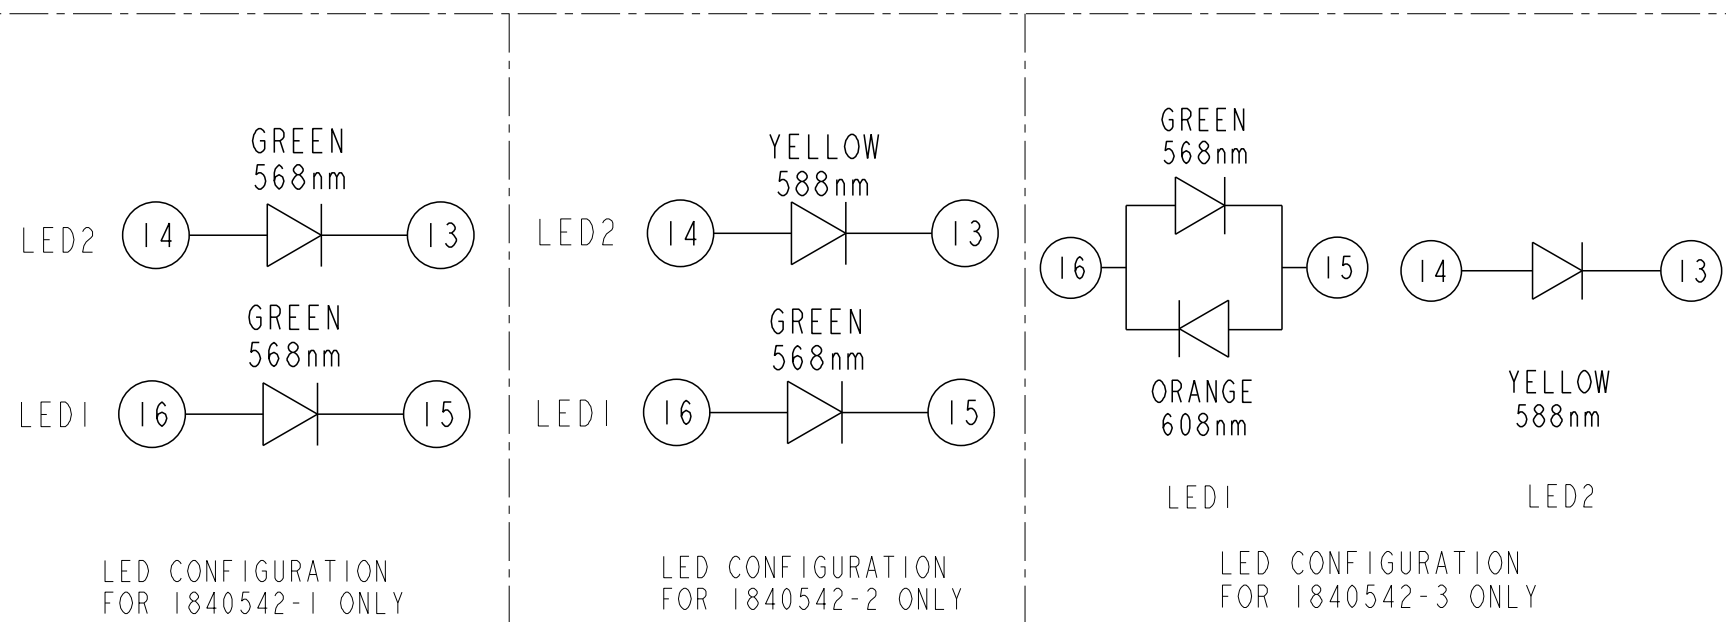 GREEN
568nm
LED2
14
13
GREEN
568nm
LED1
16
15
LED CONFIGURATION
FOR 1840542-1 ONLY
YELLOW
588nm
LED2
14
13
GREEN
568nm
LED1
16
15
LED CONFIGURATION
FOR 1840542-2 ONLY
GREEN
568nm
16
15
ORANGE
608nm
LED1
14
13
YELLOW
588nm
LED2
LED CONFIGURATION
FOR 1840542-3 ONLY